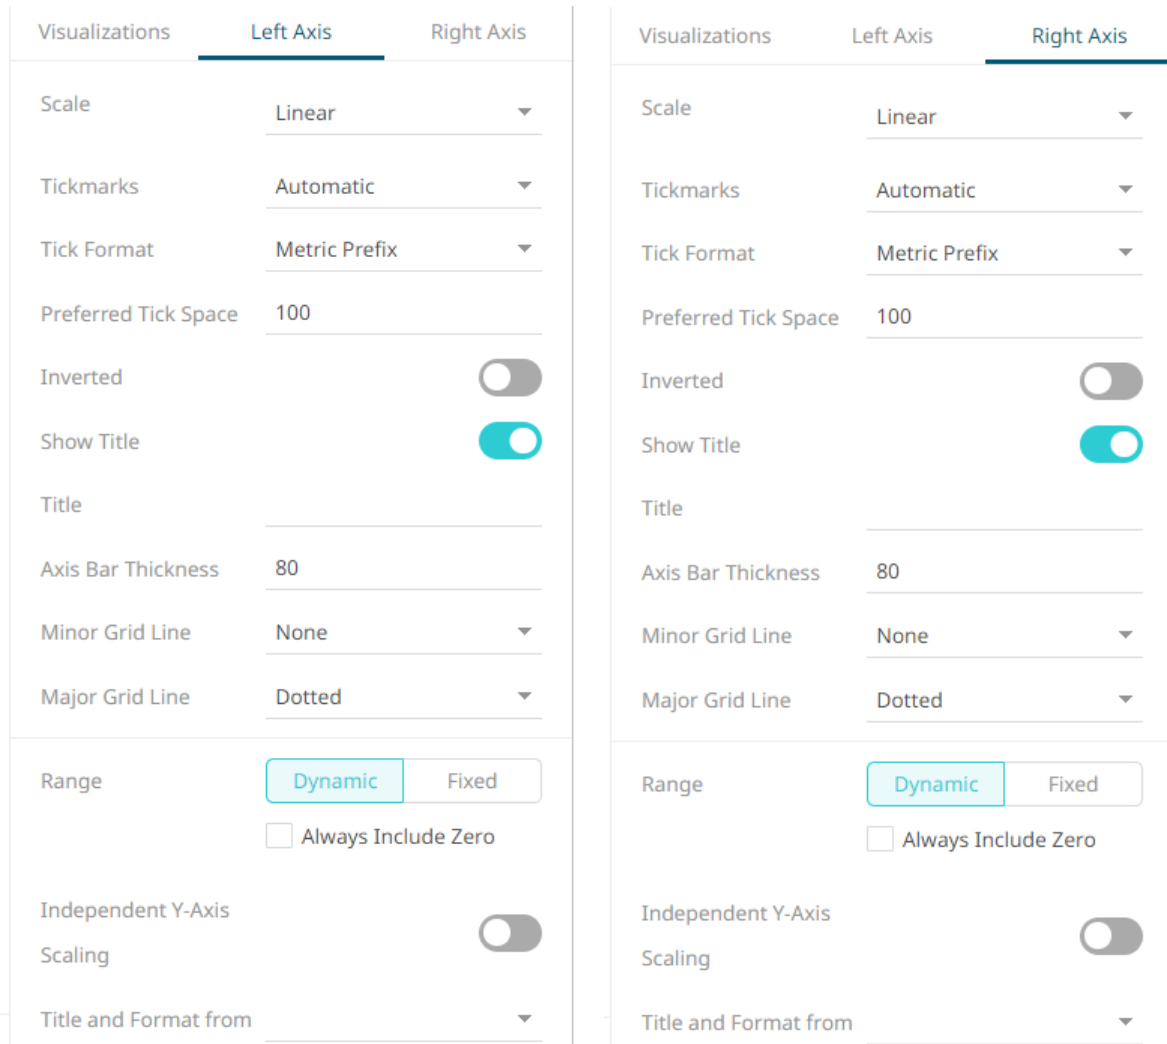 Visualizations Left Axis Right Axis
Scale Linear
Tickmarks Automatic
Tick Format Metric Prefix
Preferred Tick Space 100
Inverted
Show Title
Title
Axis Bar Thickness 80
Minor Grid Line None
Major Grid Line Dotted
Range Dynamic Fixed
Always Include Zero
Independent Y-Axis
Scaling
Title and Format from
Visualizations Left Axis Right Axis
Scale Linear
Tickmarks Automatic
Tick Format Metric Prefix
Preferred Tick Space 100
Inverted
Show Title
Title
Axis Bar Thickness 80
Minor Grid Line None
Major Grid Line Dotted
Range Dynamic Fixed
Always Include Zero
Independent Y-Axis
Scaling
Title and Format from